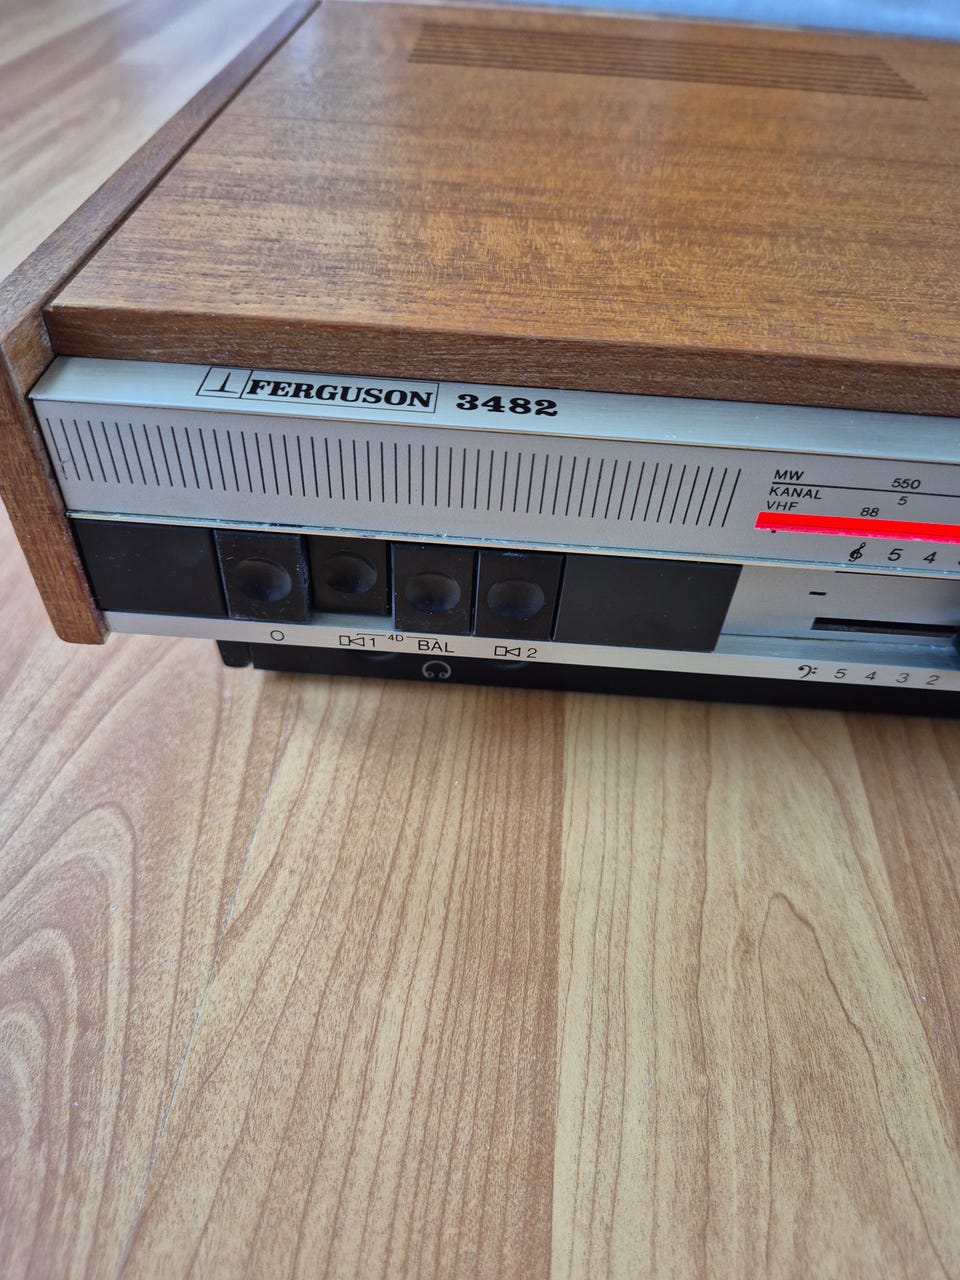 FERGUSON 3482
MW 550
KANAL 5
VHF 88
5 4
1 4D BAL 2
5 4 3 2